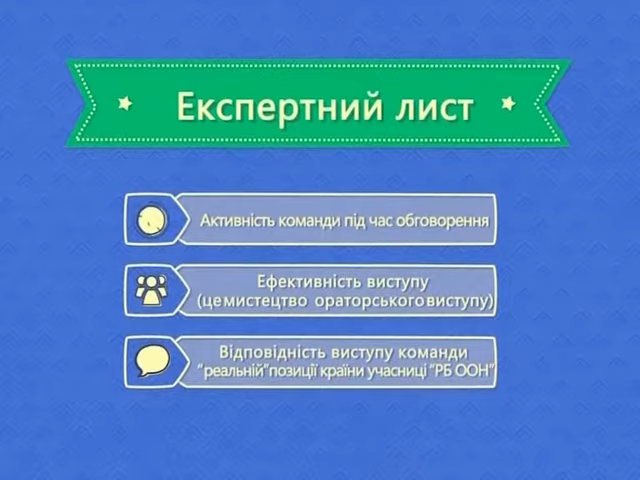 Експертний лист
Активність команди під час обговорення
Ефективність виступу
(це мистецтво ораторського виступу)
Відповідність виступу команди
"реальній" позиції країни учасниці "РБ ООН"